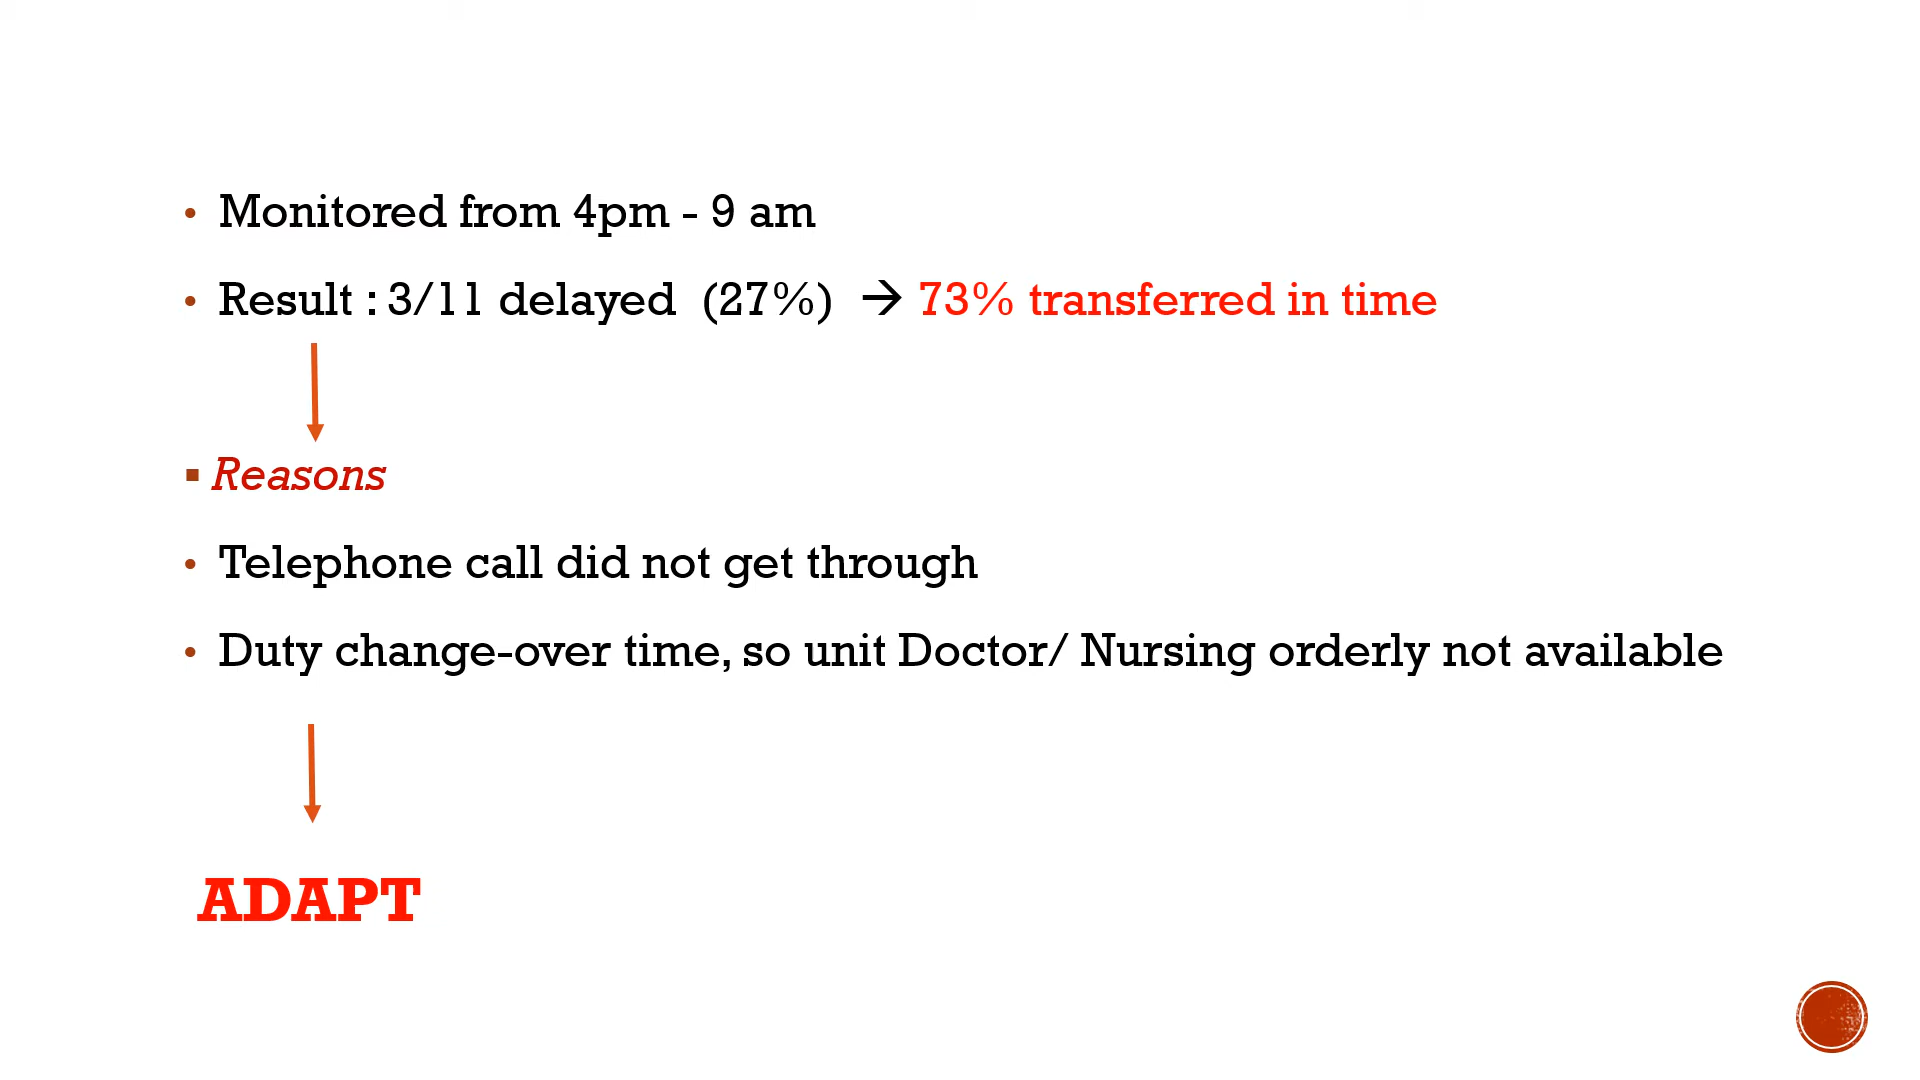 • Monitored from 4pm - 9 am
• Result : 3/11 delayed (27%) → 73% transferred in time
▪ Reasons
• Telephone call did not get through
• Duty change-over time, so unit Doctor/ Nursing orderly not available
ADAPT